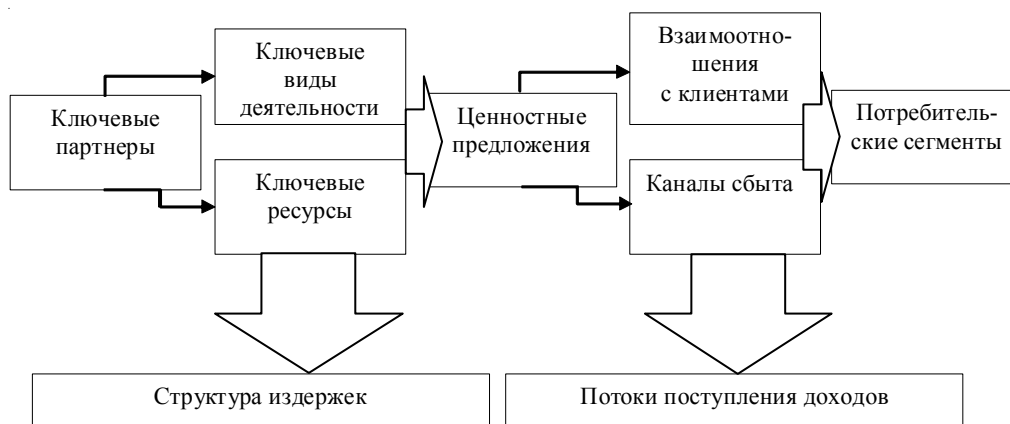 Ключевые
партнеры
Ключевые
виды
деятельности
Ключевые
ресурсы
Ценностные
предложения
Взаимоотно-
шения
с клиентами
Каналы сбыта
Потребитель-
ские сегменты
Структура издержек
Потоки поступления доходов